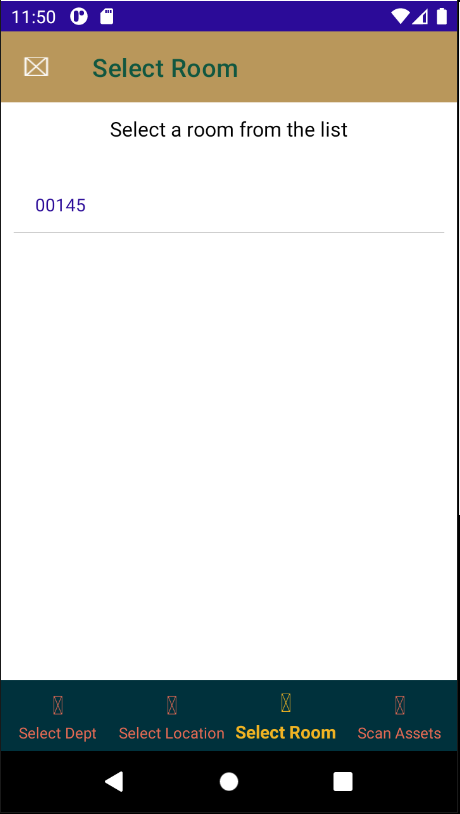 11:50
Select Room
Select a room from the list
00145
Select Dept
Select Location
Select Room
Scan Assets